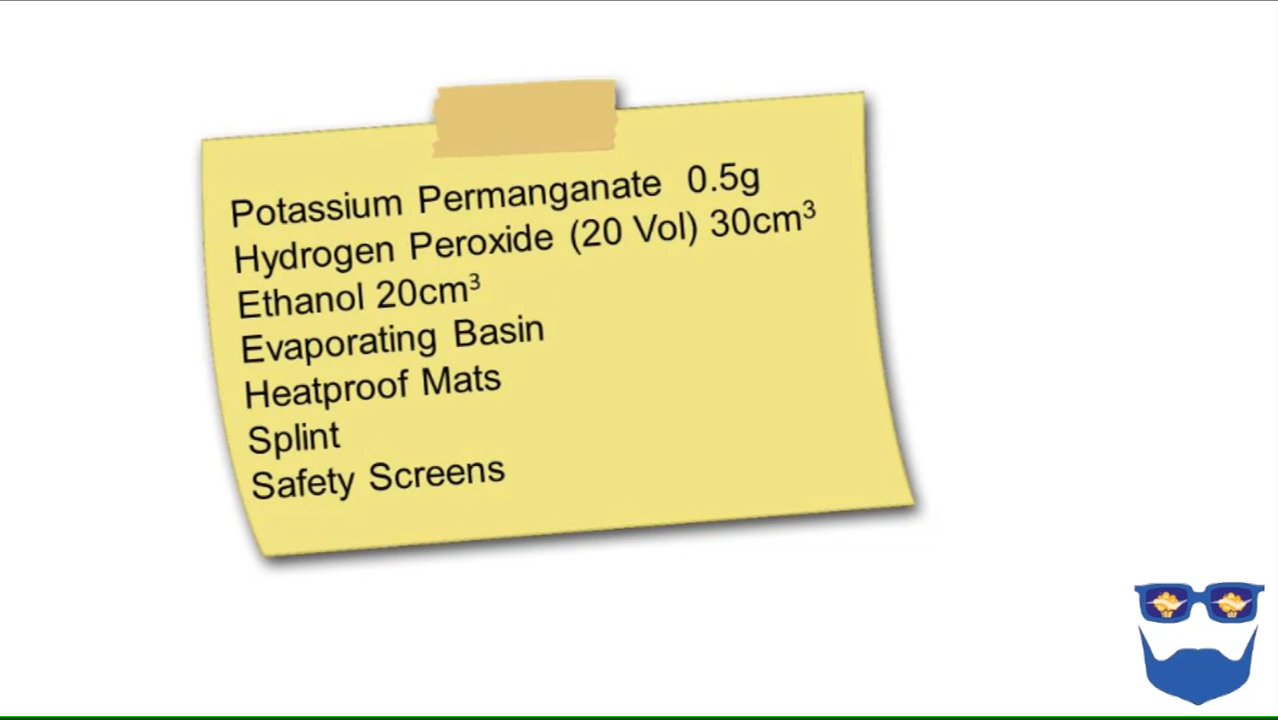 Potassium Permanganate 0.5g
Hydrogen Peroxide (20 Vol) 30cm³
Ethanol 20cm³
Evaporating Basin
Heatproof Mats
Splint
Safety Screens